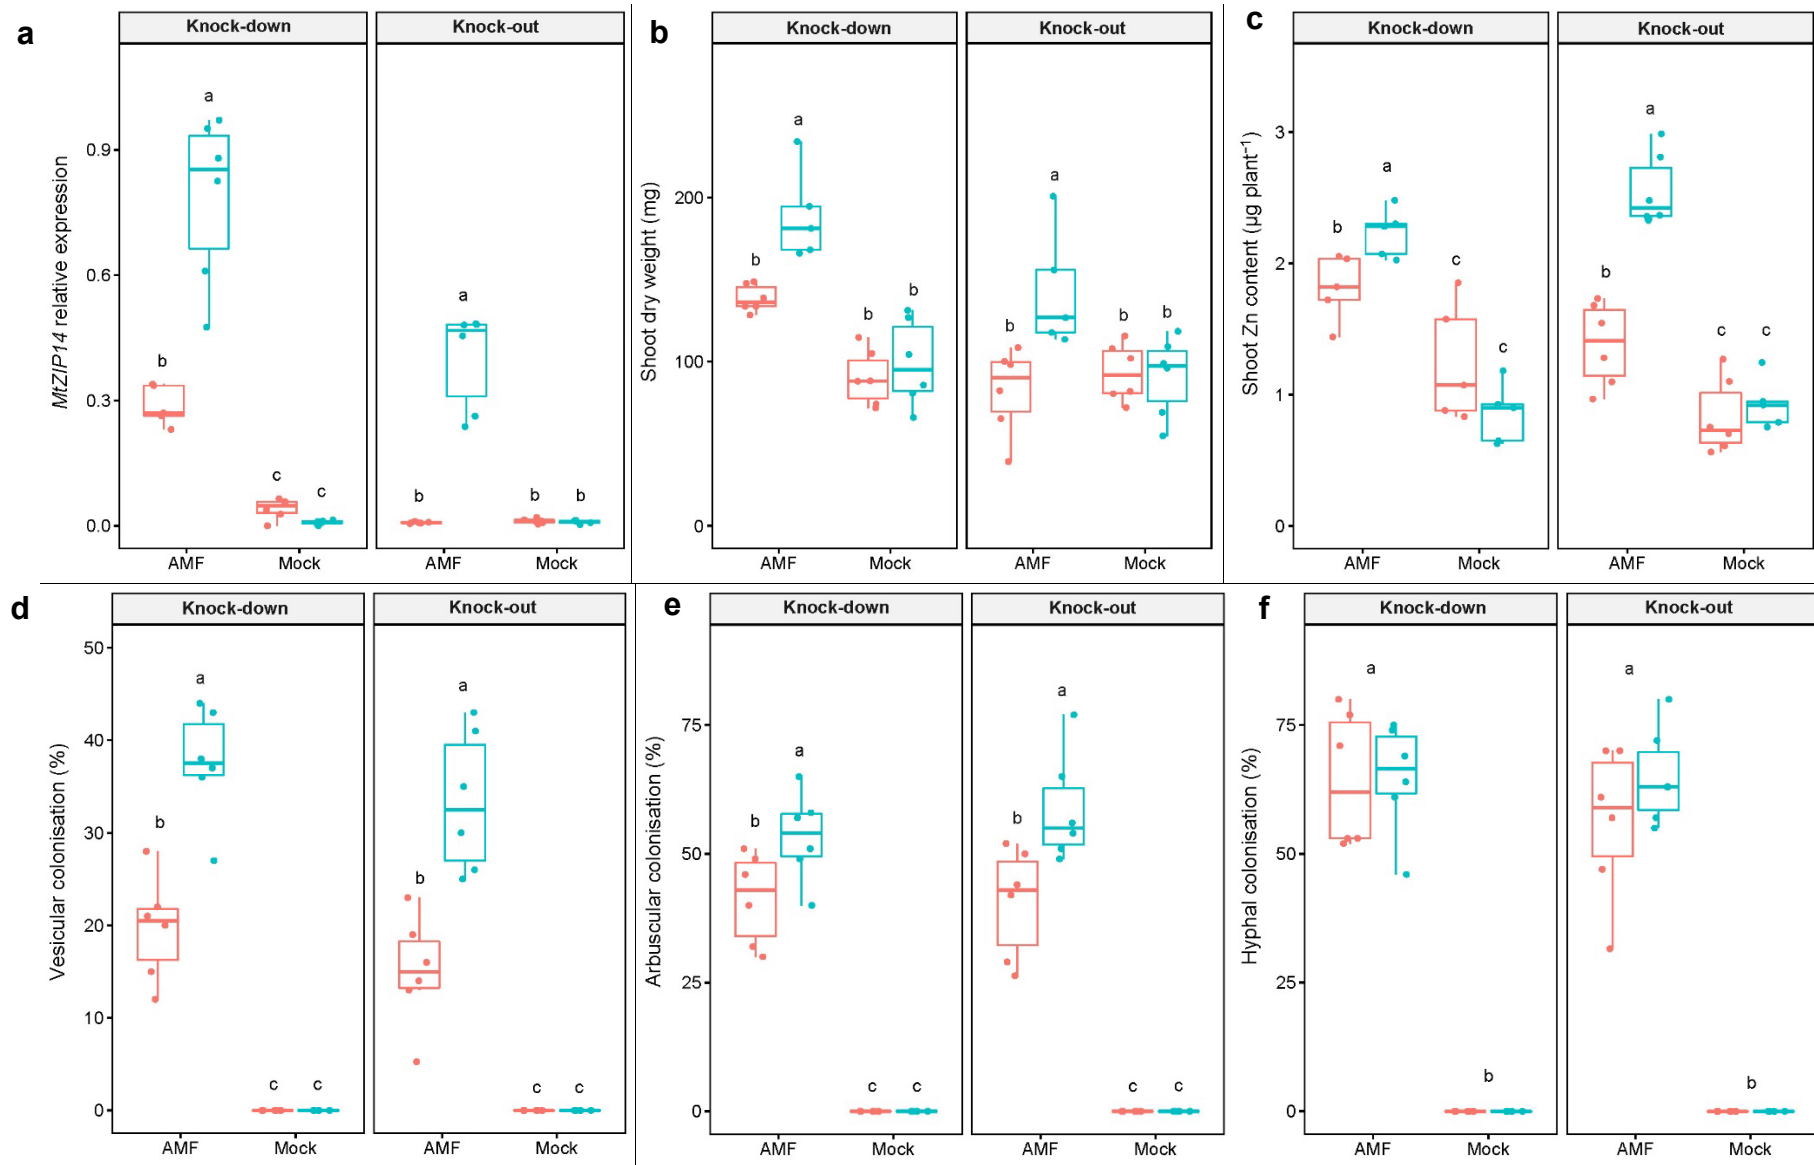 a
Knock-down
Knock-out
MtZIP14 relative expression
0.9
0.6
0.3
0.0
a
b
c
c
a
b
b
b
AMF
Mock
b
Knock-down
Knock-out
Shoot dry weight (mg)
200
100
0
a
b
b
b
a
b
b
b
AMF
Mock
AMF
Mock
c
Knock-down
Knock-out
Shoot Zn content (µg plant⁻¹)
3
2
1
0
a
b
c
c
a
b
c
c
AMF
Mock
AMF
Mock
d
Knock-down
Knock-out
Vesicular colonisation (%)
50
40
30
20
10
0
a
b
c
c
a
b
c
c
AMF
Mock
AMF
Mock
e
Knock-down
Knock-out
Arbuscular colonisation (%)
75
50
25
0
a
b
c
c
a
b
c
c
AMF
Mock
AMF
Mock
f
Knock-down
Knock-out
Hyphal colonisation (%)
75
50
25
0
a
b
a
b
AMF
Mock
AMF
Mock